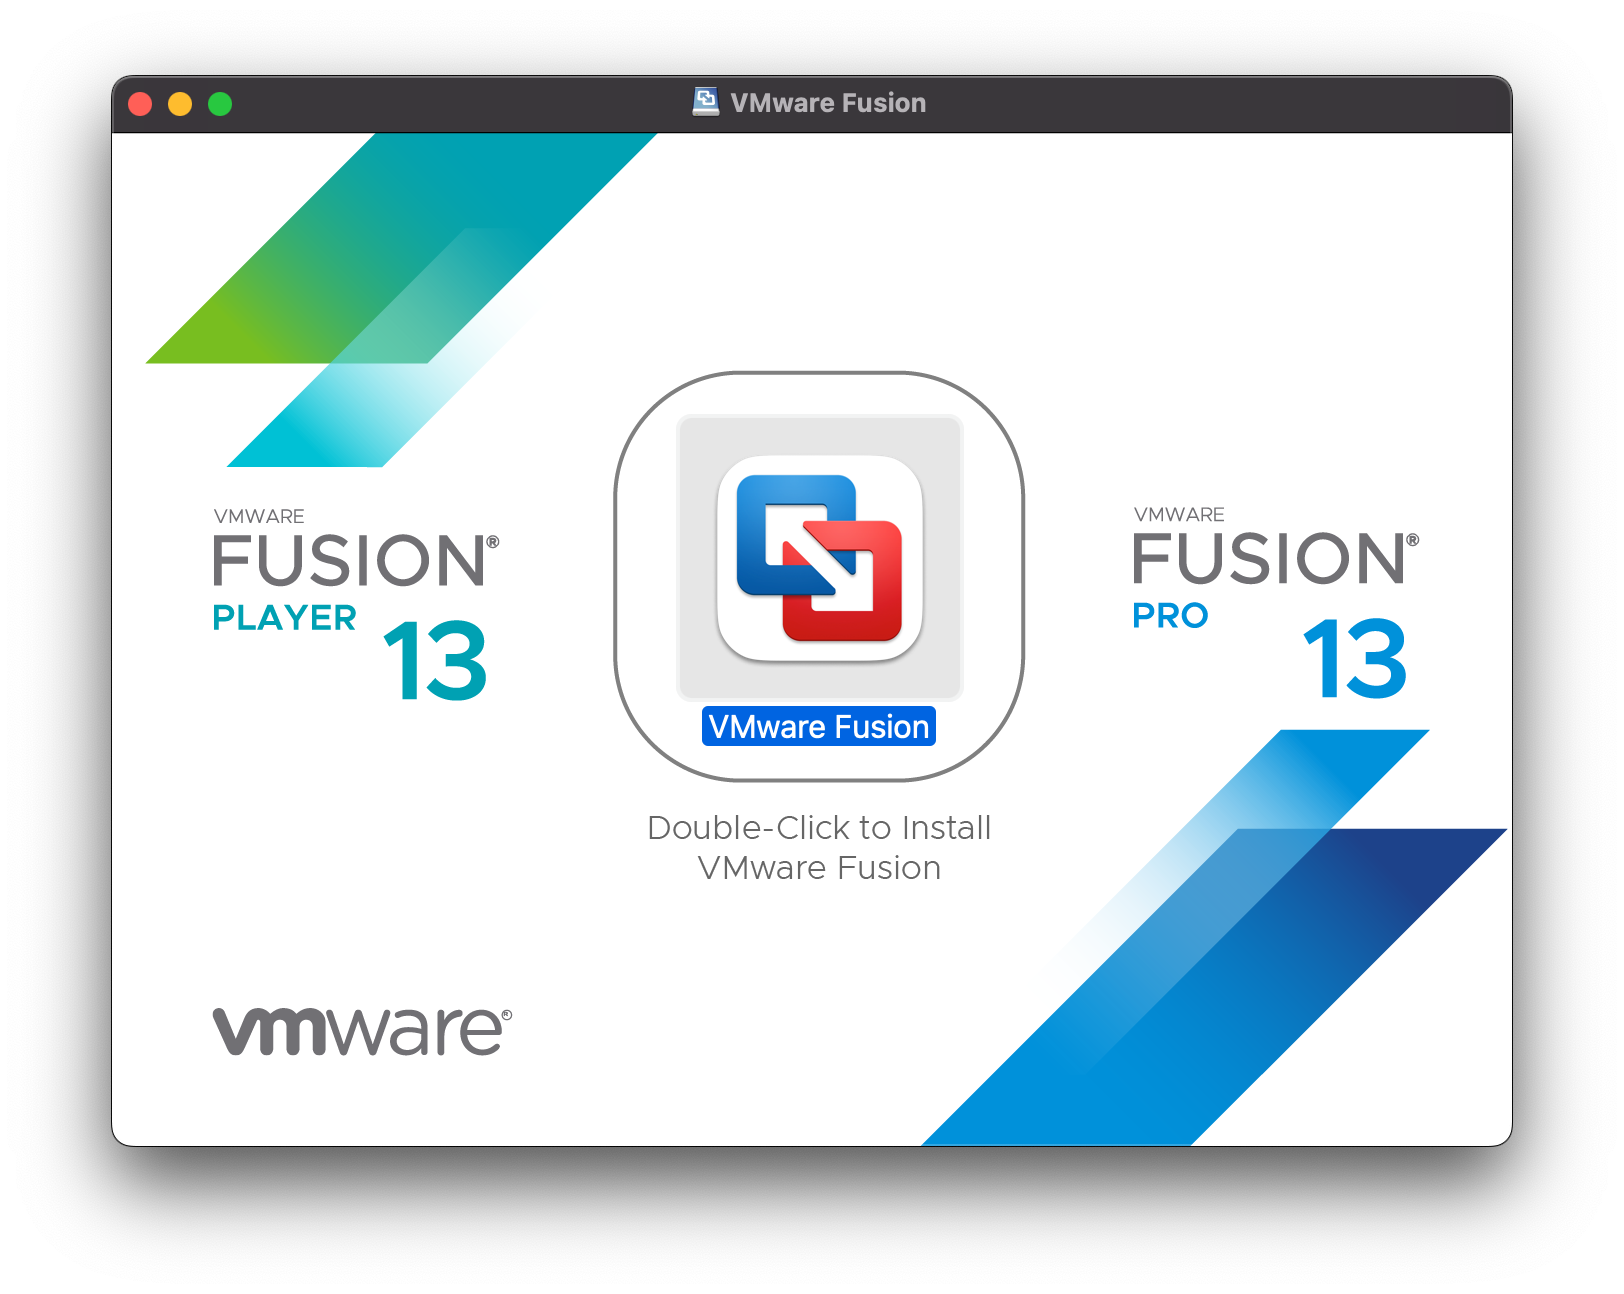 VMware Fusion
VMWARE
FUSION®
PLAYER
13
VMware Fusion
Double-Click to Install
VMware Fusion
VMWARE
FUSION®
PRO
13
vmware®